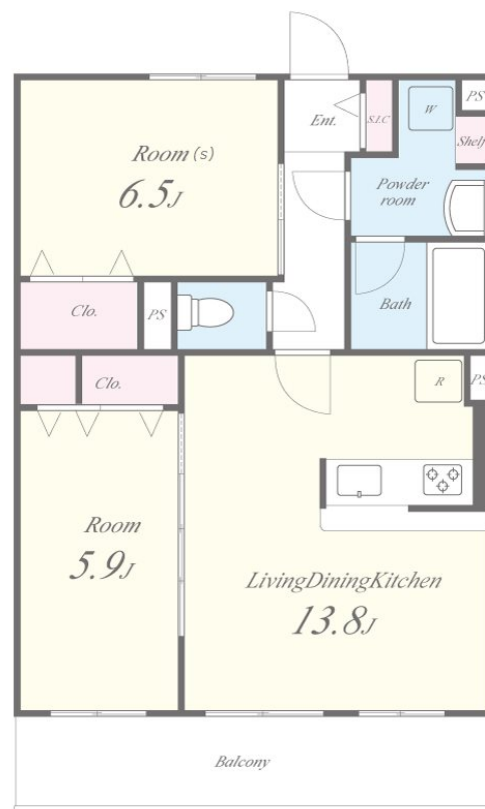 Ent.
S.I.C
W
PS
Shelf
Room (s)
6.5J
Powder
room
Clo.
PS
Bath
Clo.
R
PS
Room
5.9J
LivingDiningKitchen
13.8J
Balcony